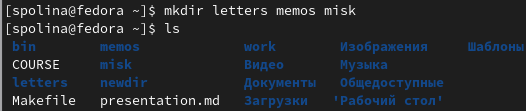 [spolina@fedora ~]$ mkdir letters memos misk
[spolina@fedora ~]$ ls
bin memos work Изображения Шаблоны
COURSE misk Видео Музыка
letters newdir Документы Общедоступные
Makefile presentation.md Загрузки 'Рабочий стол'